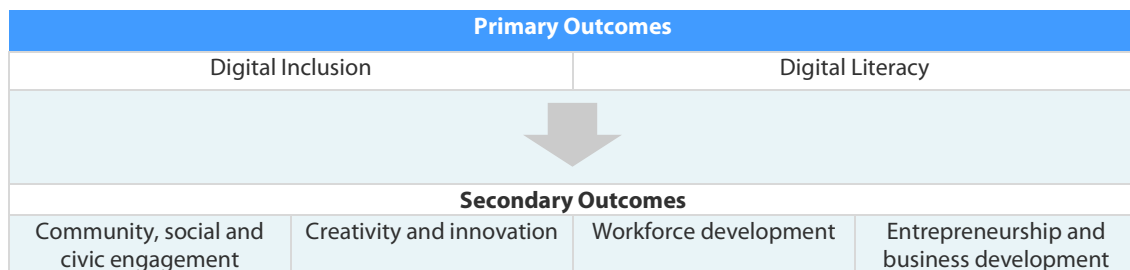 Primary Outcomes
Digital Inclusion
Digital Literacy
Secondary Outcomes
Community, social and
civic engagement
Creativity and innovation
Workforce development
Entrepreneurship and
business development